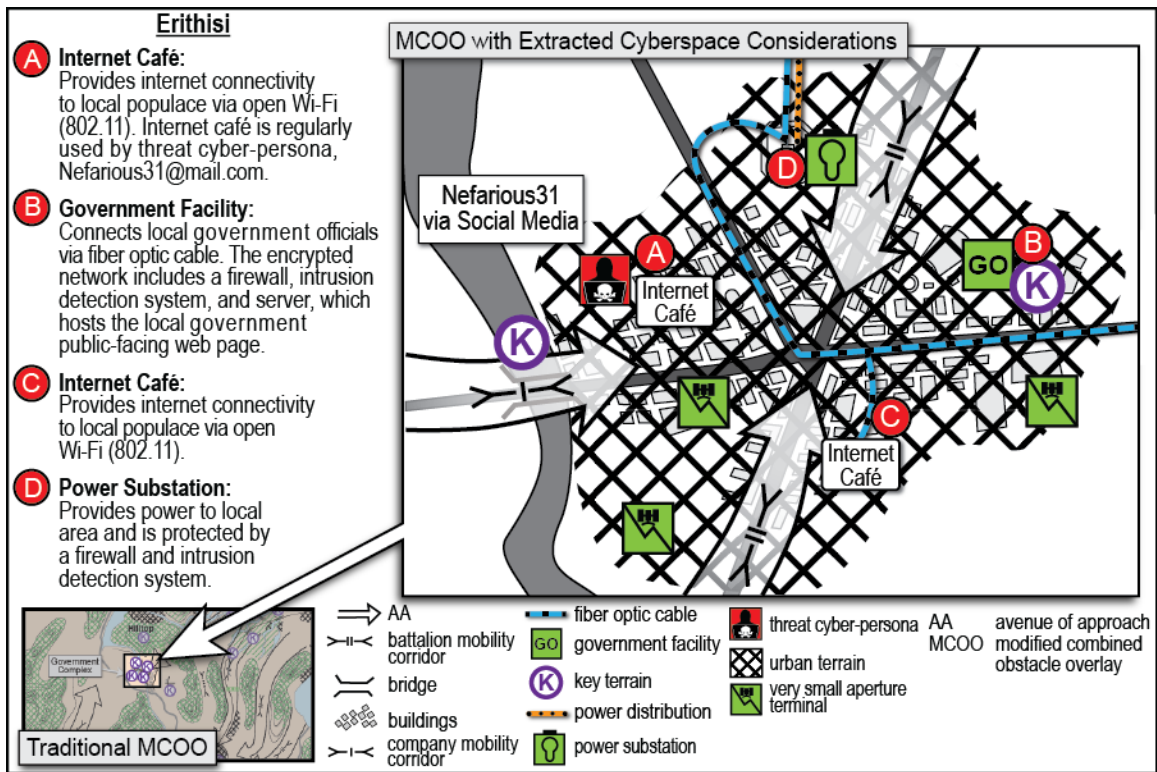 Erithisi
A
Internet Café:
Provides internet connectivity
to local populace via open Wi-Fi
(802.11). Internet café is regularly
used by threat cyber-persona,
Nefarious31@mail.com.
B
Government Facility:
Connects local government officials
via fiber optic cable. The encrypted
network includes a firewall, intrusion
detection system, and server, which
hosts the local government
public-facing web page.
C
Internet Café:
Provides internet connectivity
to local populace via open
Wi-Fi (802.11).
D
Power Substation:
Provides power to local
area and is protected by
a firewall and intrusion
detection system.
MCOO with Extracted Cyberspace Considerations
D
Nefarious31
via Social Media
A
Internet
Café
B
GO
K
K
C
Internet
Café
Hilltop
Government
Complex
Traditional MCOO
AA
battalion mobility
corridor
bridge
buildings
company mobility
corridor
fiber optic cable
GO
government facility
K
key terrain
power distribution
power substation
threat cyber-persona
urban terrain
very small aperture
terminal
AA avenue of approach
MCOO modified combined
obstacle overlay